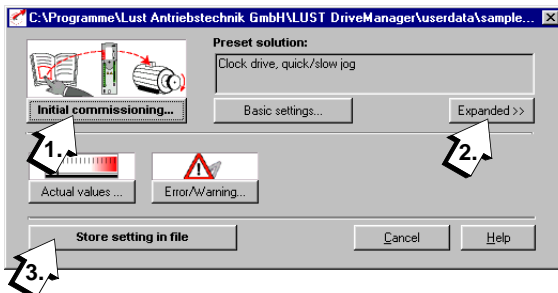 C:\Programme\Lust Antriebstechnik GmbH\LUST DriveManager\userdata\sample...
Preset solution:
Clock drive, quick/slow jog
Initial commissioning...
Basic settings...
Expanded >>
1.
2.
Actual values ...
Error/Warning...
Store setting in file
Cancel
Help
3.